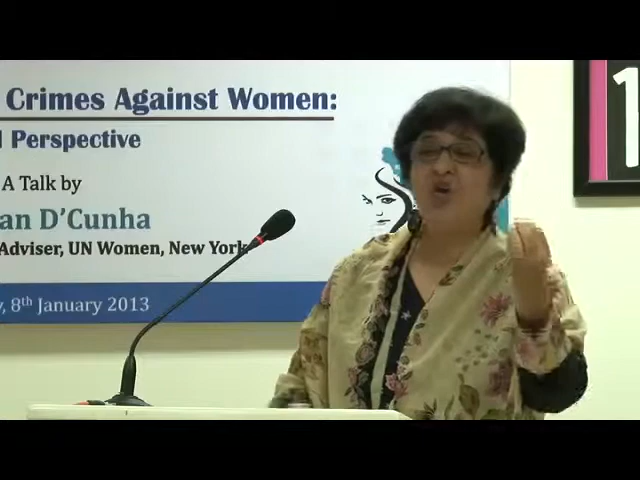 Crimes Against Women:
Perspective
A Talk by
an D'Cunha
Adviser, UN Women, New York
, 8th January 2013
1